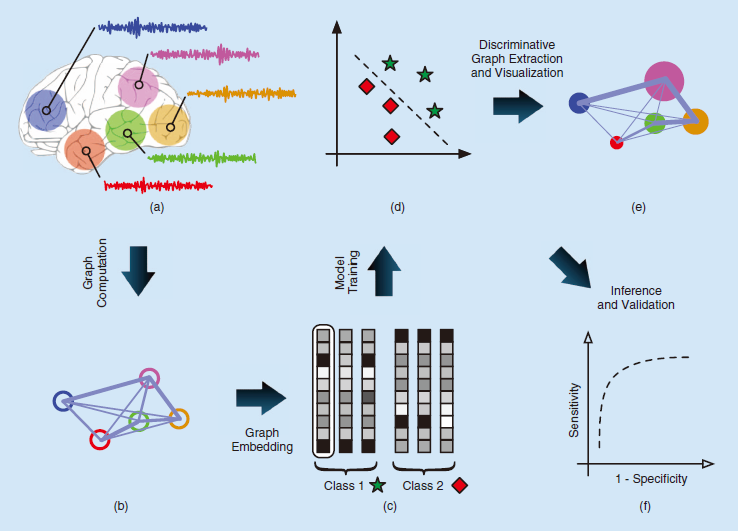 Discriminative
Graph Extraction
and Visualization
(a)
(d)
(e)
Graph
Computation
Model
Training
Inference
and Validation
Graph
Embedding
Sensitivity
1 - Specificity
Class 1
Class 2
(b)
(c)
(f)